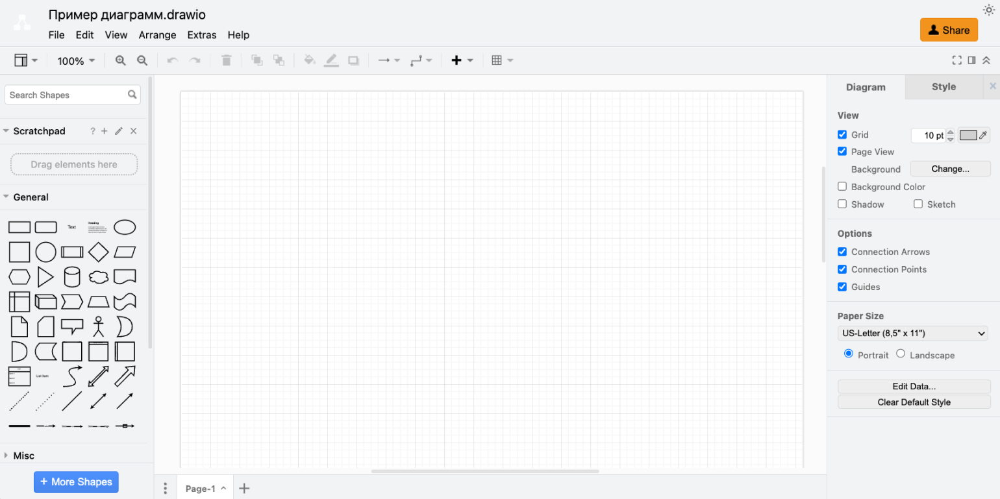 Пример диаграмм.drawio
File Edit View Arrange Extras Help
Share
100%
Search Shapes
Scratchpad ? + ×
Drag elements here
General
Text
Heading
List Item
Misc
+ More Shapes
Page-1
Diagram Style
View
Grid 10 pt
Page View
Background Change...
Background Color
Shadow Sketch
Options
Connection Arrows
Connection Points
Guides
Paper Size
US-Letter (8,5" x 11")
Portrait Landscape
Edit Data...
Clear Default Style